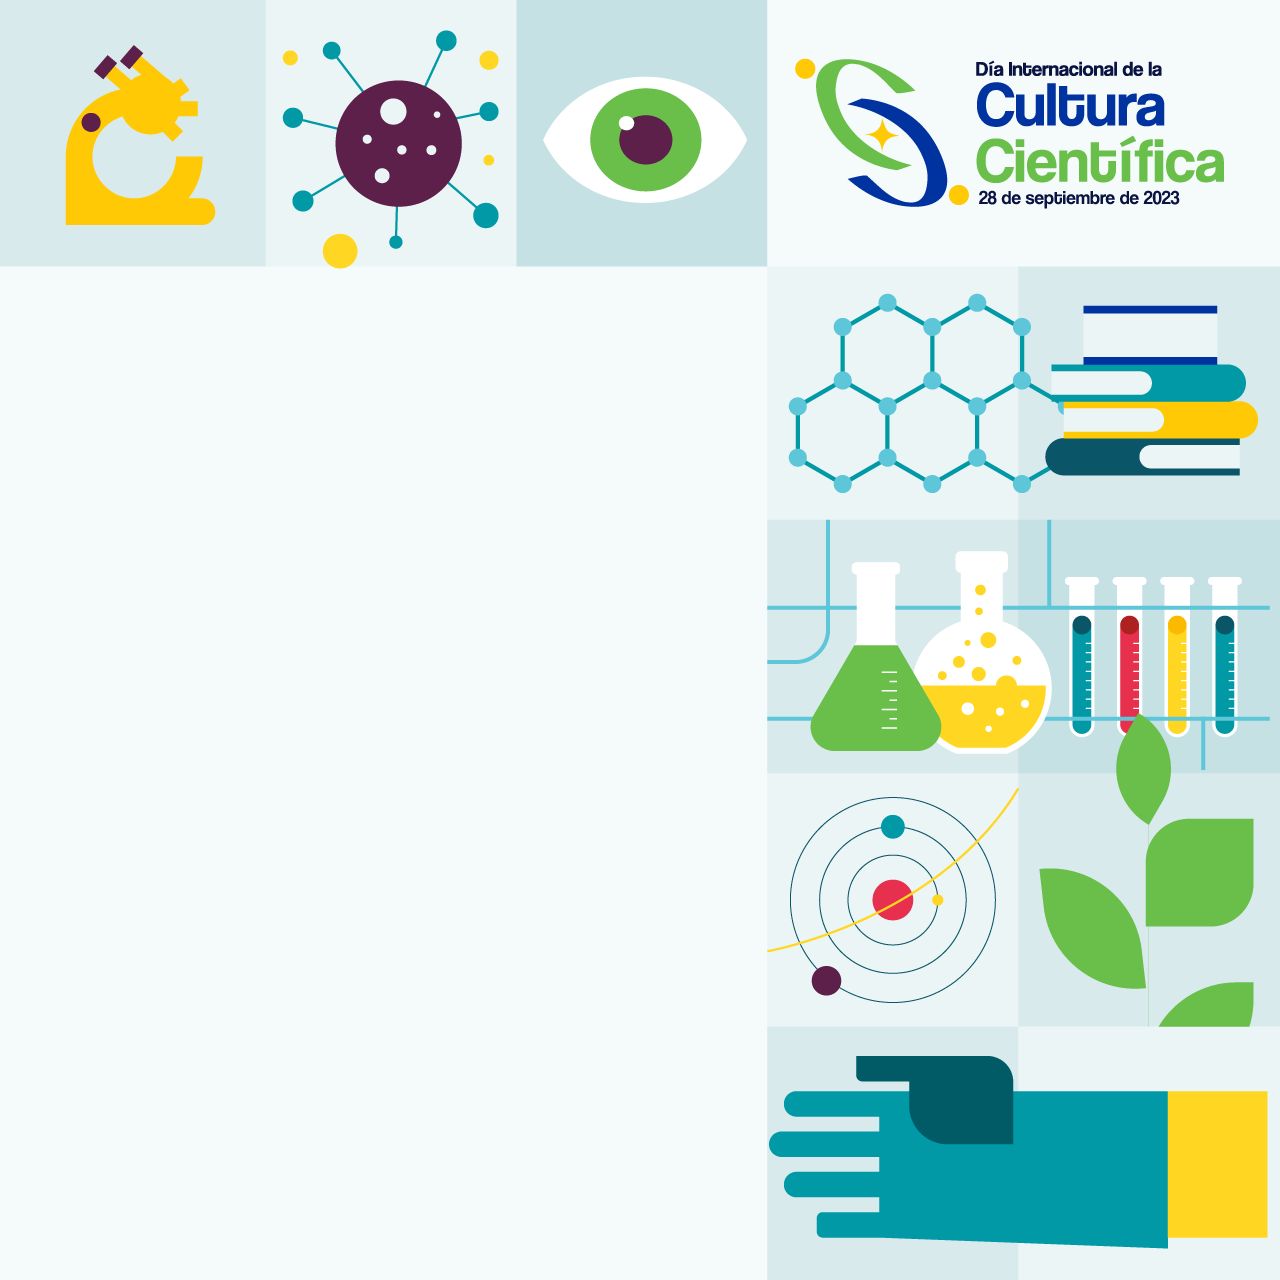 Día Internacional de la
Cultura
Científica
28 de septiembre de 2023